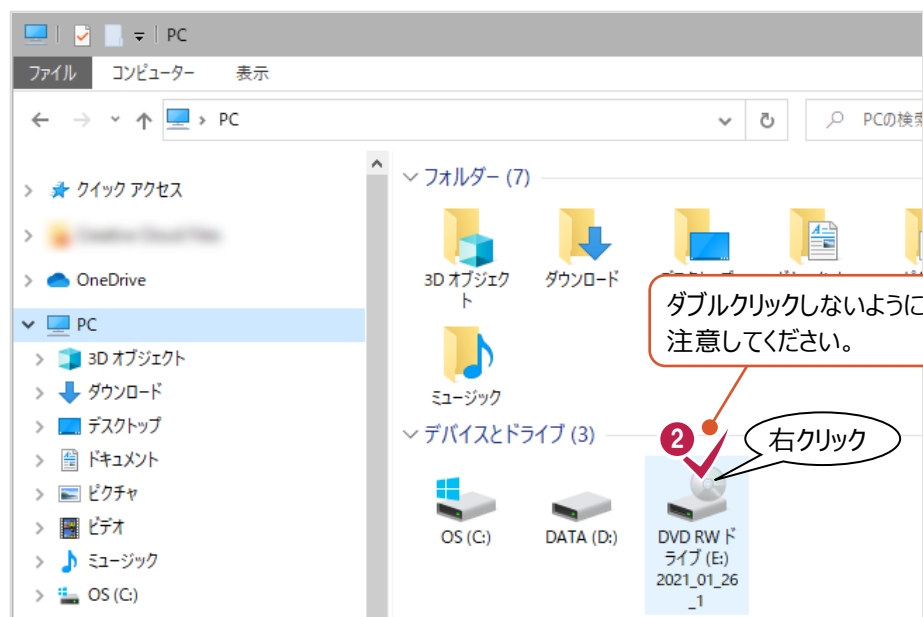 PC
ファイル コンピューター 表示
PC
PCの検索
クイック アクセス
OneDrive
PC
3D オブジェクト
ダウンロード
デスクトップ
ドキュメント
ピクチャ
ビデオ
ミュージック
OS (C:)
フォルダー (7)
3D オブジェク
ト
ダウンロード
ダブルクリックしないように
注意してください。
ミュージック
デバイスとドライブ (3)
2
右クリック
OS (C:)
DATA (D:)
DVD RW ド
ライブ (E:)
2021_01_26
_1